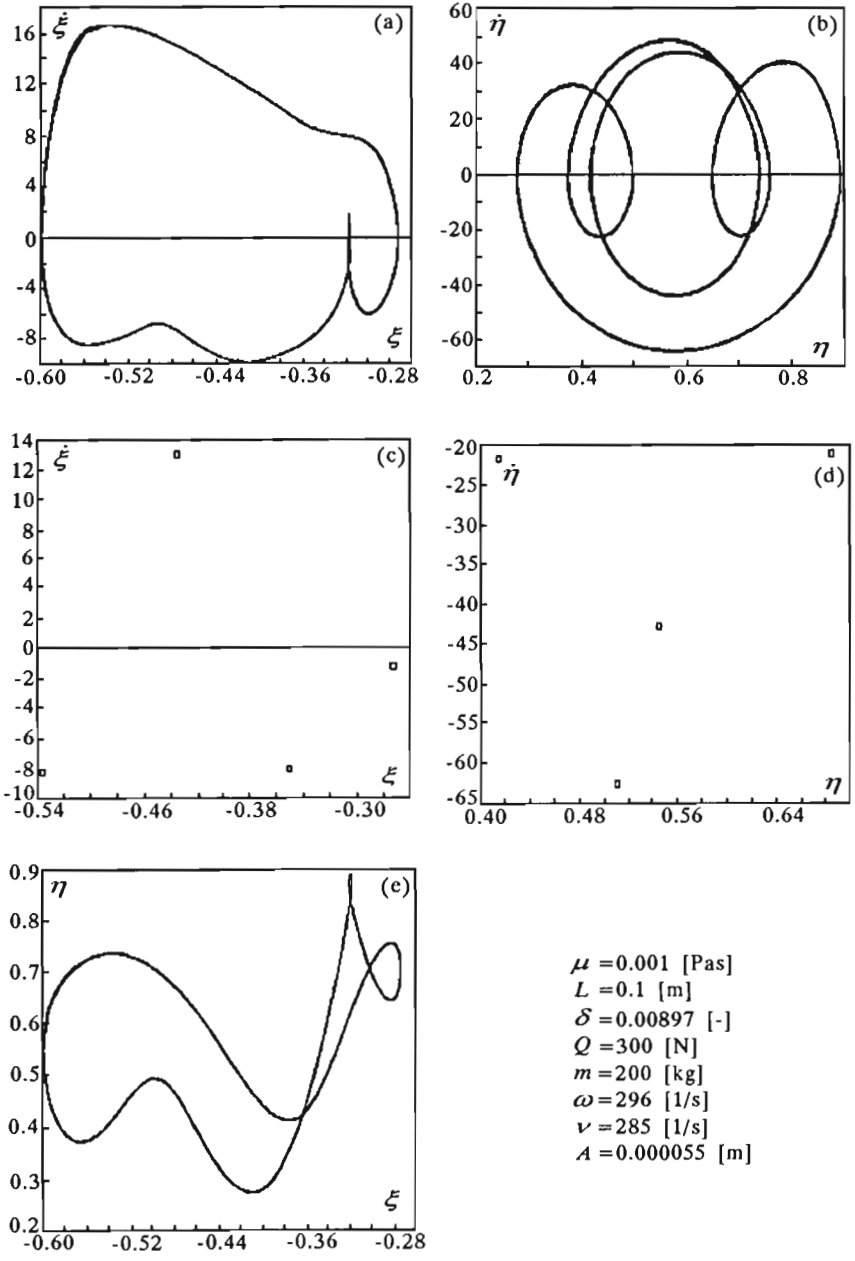 ξ̇ (a)
16
12
8
4
0
-8
ξ
-0.60 -0.52 -0.44 -0.36 -0.28
60
η̇ (b)
40
20
0
-20
-40
-60
η
0.2 0.4 0.6 0.8
14
ξ̇ (c)
12
10
8
6
4
2
0
-2
-4
-6
-8
ξ
-10
-0.54 -0.46 -0.38 -0.30
-20
η̇ (d)
-25
-30
-35
-40
-45
-50
-55
-60
η
-65
0.40 0.48 0.56 0.64
0.9
η (e)
0.8
0.7
0.6
0.5
0.4
0.3
ξ
0.2
-0.60 -0.52 -0.44 -0.36 -0.28
μ =0.001 [Pas]
L =0.1 [m]
δ =0.00897 [-]
Q =300 [N]
m =200 [kg]
ω =296 [1/s]
ν =285 [1/s]
A =0.000055 [m]